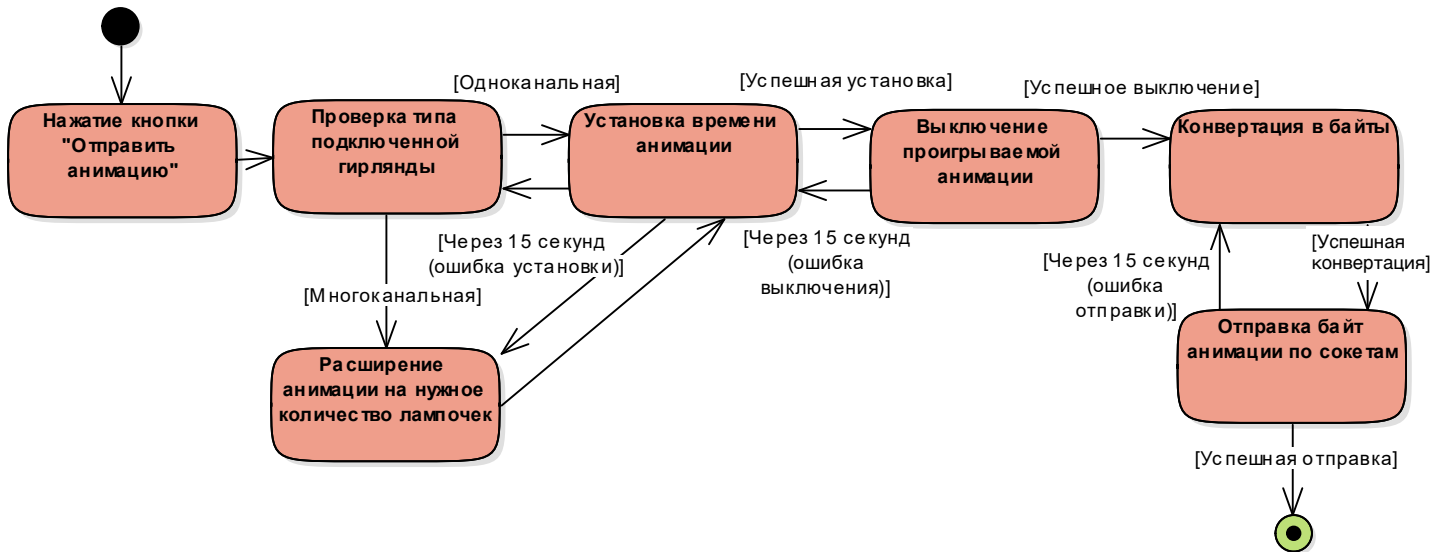 [Одноканальная]
[Успешная установка]
[Успешное выключение]
Нажатие кнопки
"Отправить
анимацию"
Проверка типа
подключенной
гирлянды
Установка времени
анимации
Выключение
проигрываемой
анимации
Конвертация в байты
[Через 15 секунд
(ошибка установки)]
[Через 15 секунд
(ошибка
выключения)]
[Через 15 секунд
(ошибка
отправки)]
[Успешная
конвертация]
[Многоканальная]
Расширение
анимации на нужное
количество лампочек
Отправка байт
анимации по сокетам
[Успешная отправка]